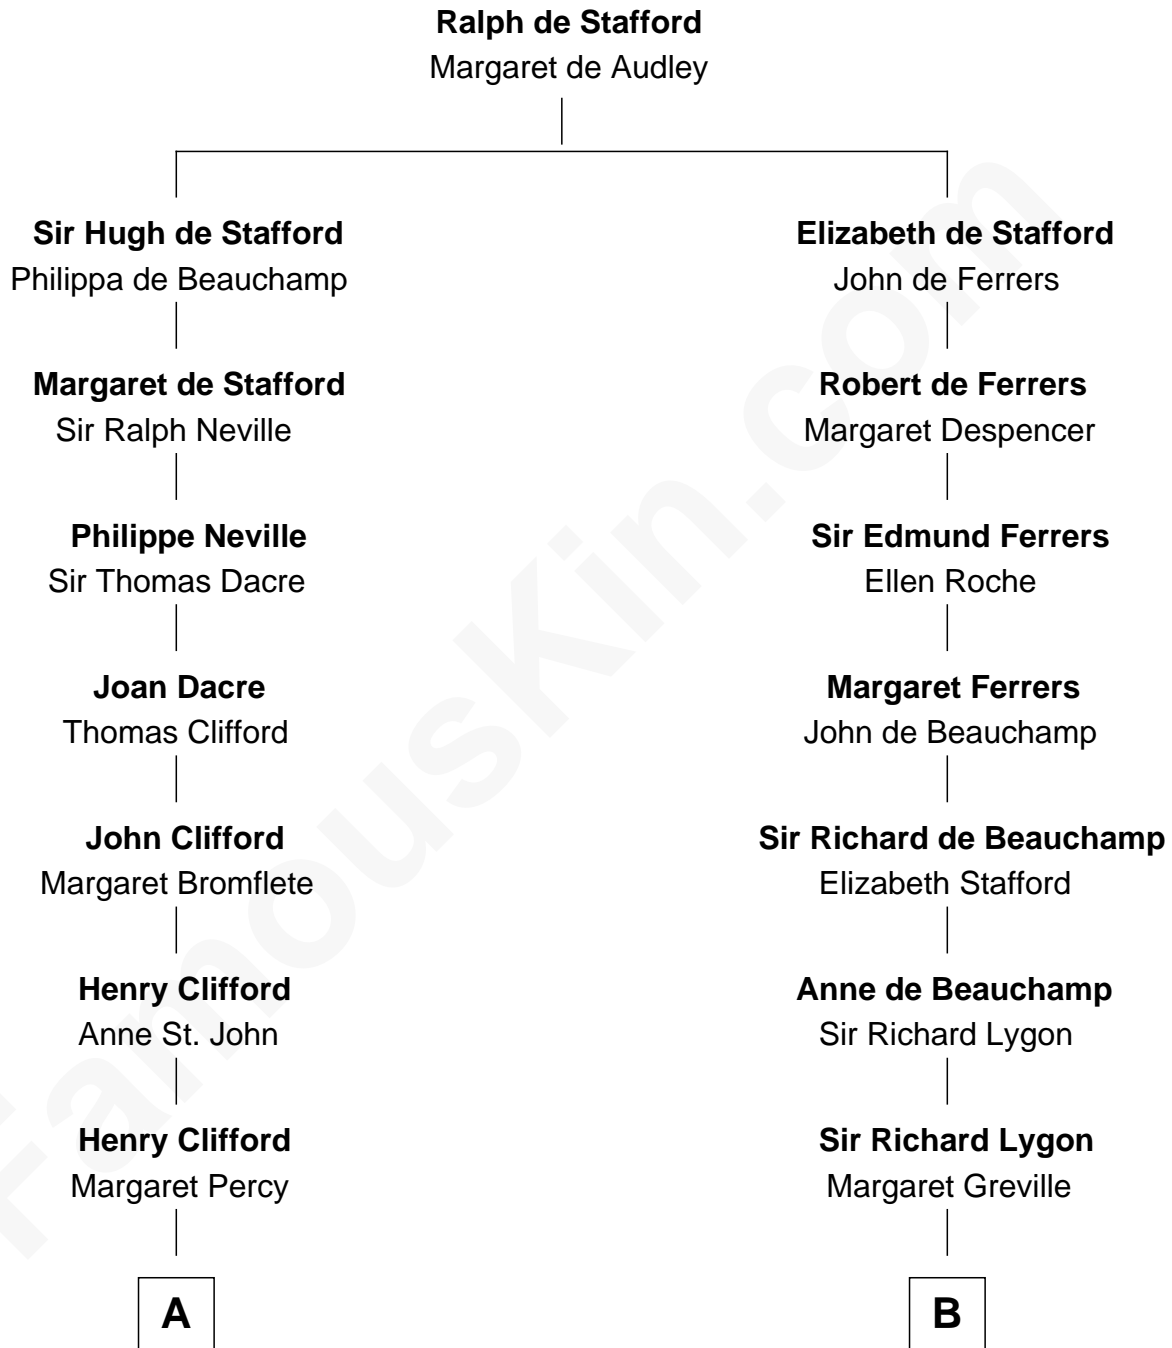 Ralph de Stafford
Margaret de Audley
Sir Hugh de Stafford
Philippa de Beauchamp
Elizabeth de Stafford
John de Ferrers
Margaret de Stafford
Sir Ralph Neville
Robert de Ferrers
Margaret Despencer
Philippe Neville
Sir Thomas Dacre
Sir Edmund Ferrers
Ellen Roche
Joan Dacre
Thomas Clifford
Margaret Ferrers
John de Beauchamp
John Clifford
Margaret Bromflete
Sir Richard de Beauchamp
Elizabeth Stafford
Henry Clifford
Anne St. John
Anne de Beauchamp
Sir Richard Lygon
Henry Clifford
Margaret Percy
Sir Richard Lygon
Margaret Greville
A
B
FamousKin.com